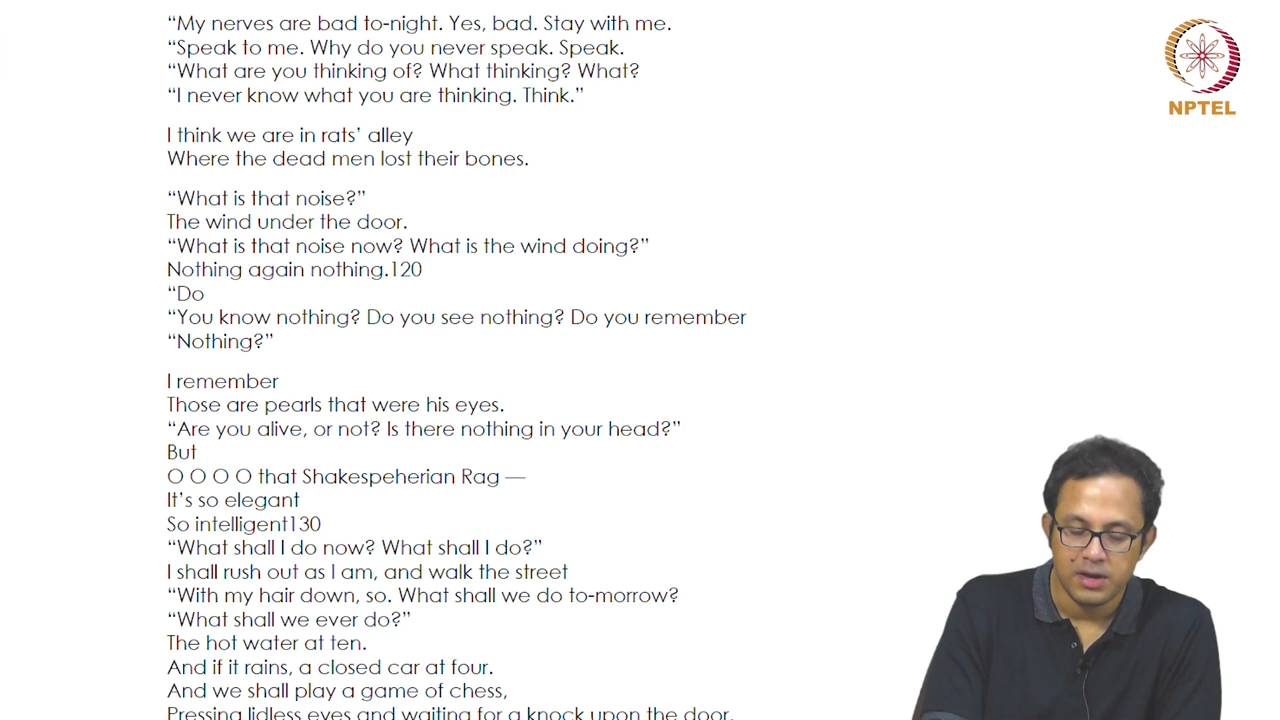 “My nerves are bad to-night. Yes, bad. Stay with me.
“Speak to me. Why do you never speak. Speak.
“What are you thinking of? What thinking? What?
“I never know what you are thinking. Think.”
I think we are in rats’ alley
Where the dead men lost their bones.
“What is that noise?”
The wind under the door.
“What is that noise now? What is the wind doing?”
Nothing again nothing.120
“Do
“You know nothing? Do you see nothing? Do you remember
“Nothing?”
I remember
Those are pearls that were his eyes.
“Are you alive, or not? Is there nothing in your head?”
But
O O O O that Shakespeherian Rag —
It’s so elegant
So intelligent130
“What shall I do now? What shall I do?”
I shall rush out as I am, and walk the street
“With my hair down, so. What shall we do to-morrow?
“What shall we ever do?”
The hot water at ten.
And if it rains, a closed car at four.
And we shall play a game of chess,
Pressing lidless eyes and waiting for a knock upon the door.
NPTEL